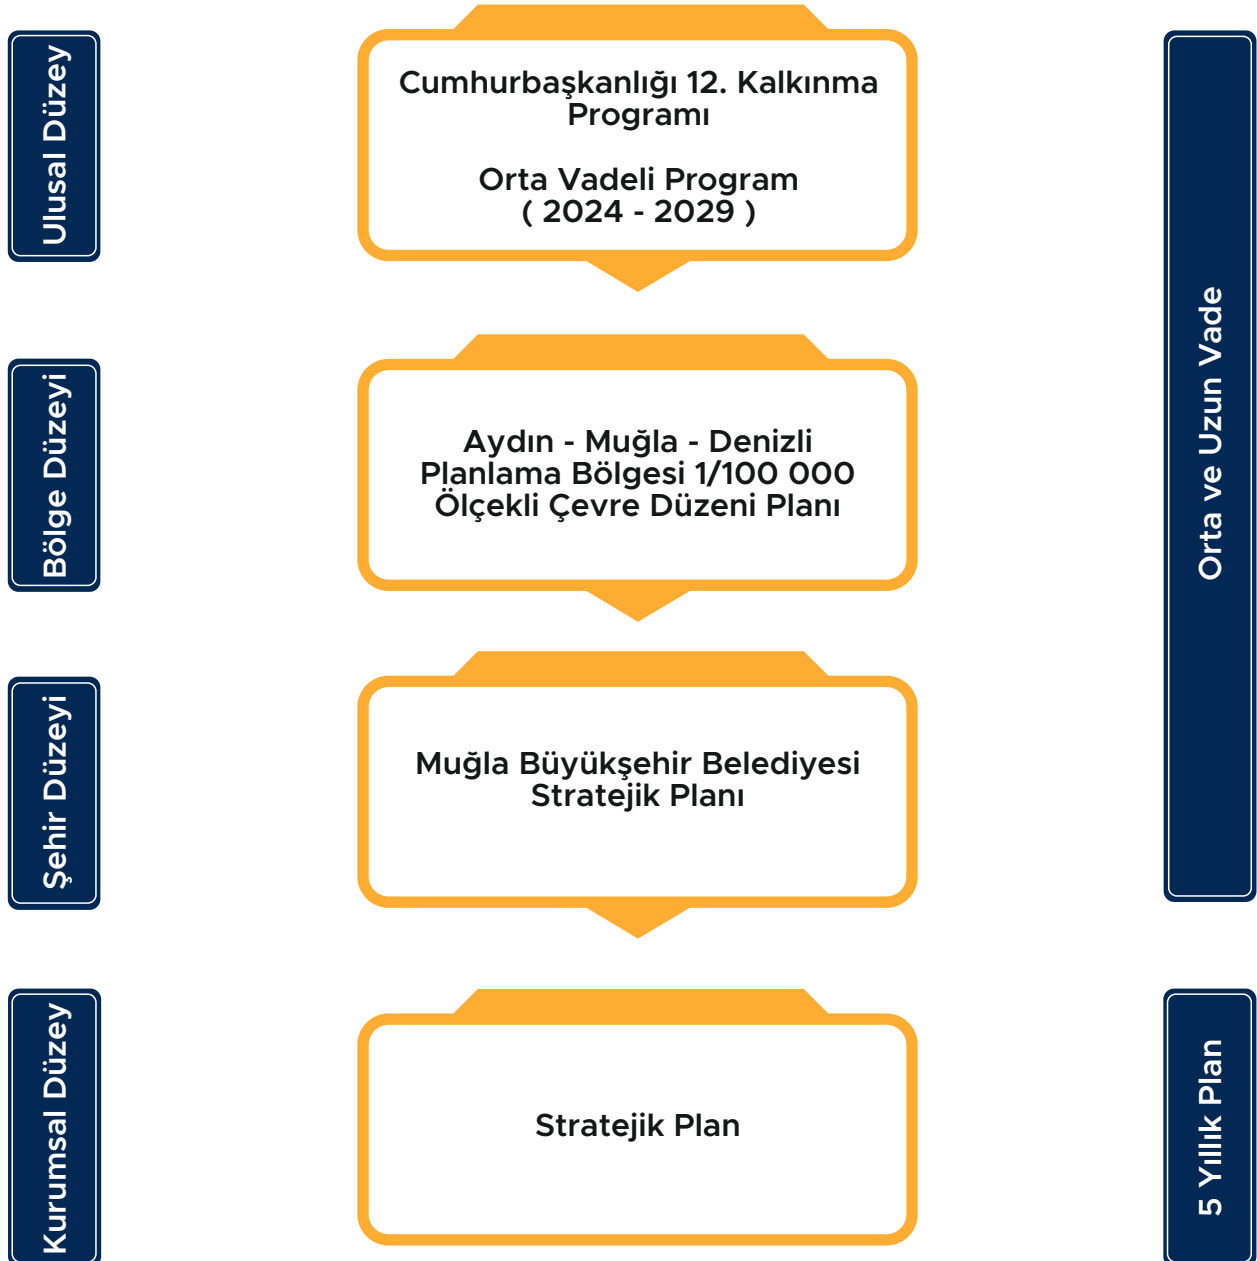 Ulusal Düzey
Cumhurbaşkanlığı 12. Kalkınma
Programı
Orta Vadeli Program
( 2024 - 2029 )
Orta ve Uzun Vade
Bölge Düzeyi
Aydın - Muğla - Denizli
Planlama Bölgesi 1/100 000
Ölçekli Çevre Düzeni Planı
Şehir Düzeyi
Muğla Büyükşehir Belediyesi
Stratejik Planı
Kurumsal Düzey
Stratejik Plan
5 Yıllık Plan